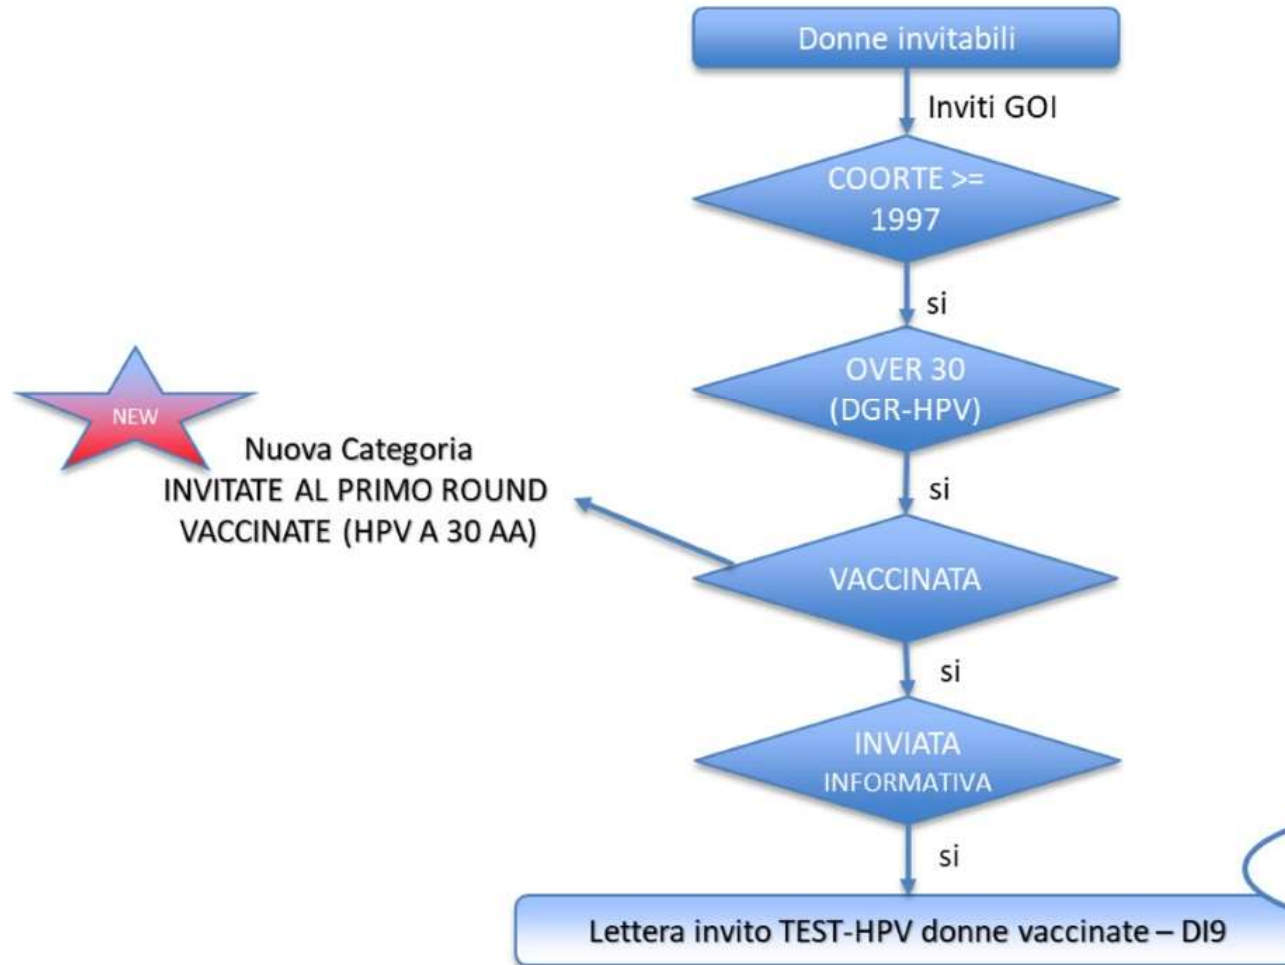 Donne invitabili
Inviti GOI
COORTE >=
1997
si
OVER 30
(DGR-HPV)
si
NEW
Nuova Categoria
INVITATE AL PRIMO ROUND
VACCINATE (HPV A 30 AA)
VACCINATA
si
INVIATA
INFORMATIVA
si
Lettera invito TEST-HPV donne vaccinate – DI9